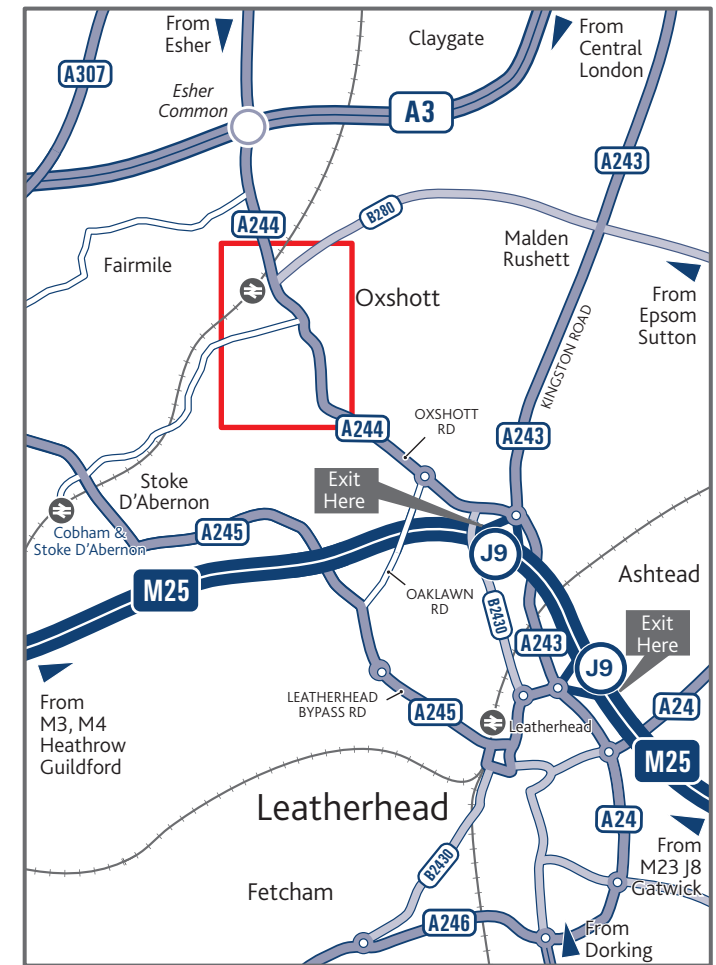 From
Esher
Claygate
From
Central
London
A307
Esher
Common
A3
A243
A244
B280
Fairmile
Malden
Rushett
Oxshott
From
Epsom
Sutton
KINGSTON ROAD
OXSHOTT
RD
A244
A243
Exit
Here
Stoke
D'Abernon
Cobham &
Stoke D'Abernon
A245
J9
M25
OAKLAWN
RD
Ashtead
B2430
A243
Exit
Here
J9
From
M3, M4
Heathrow
Guildford
LEATHERHEAD
BYPASS RD
A245
Leatherhead
A24
M25
Leatherhead
A24
From
M23 J8
Gatwick
B2430
Fetcham
A246
From
Dorking